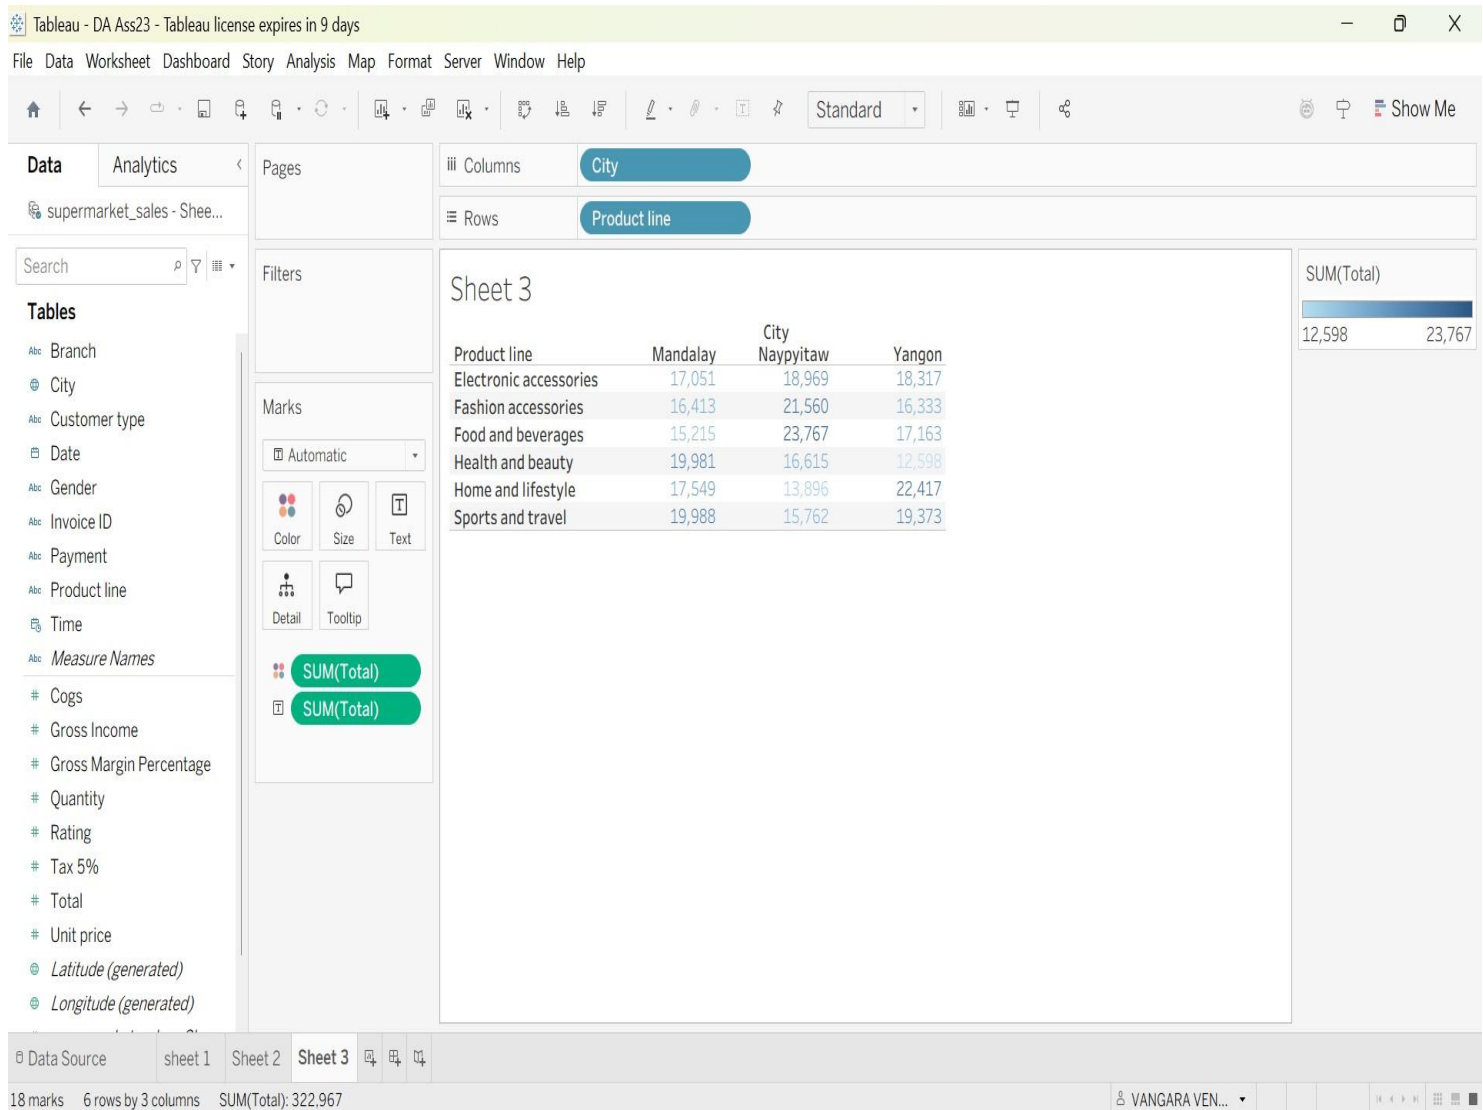 Tableau - DA Ass23 - Tableau license expires in 9 days
File Data Worksheet Dashboard Story Analysis Map Format Server Window Help
Standard
Show Me
Data Analytics
supermarket_sales - Shee...
Search
Tables
Abc Branch
City
Abc Customer type
Date
Abc Gender
Abc Invoice ID
Abc Payment
Abc Product line
Time
Abc Measure Names
# Cogs
# Gross Income
# Gross Margin Percentage
# Quantity
# Rating
# Tax 5%
# Total
# Unit price
Latitude (generated)
Longitude (generated)
Pages
Filters
Marks
Automatic
Color Size Text
Detail Tooltip
SUM(Total)
SUM(Total)
Columns City
Rows Product line
Sheet 3
City
Product line Mandalay Naypyitaw Yangon
Electronic accessories 17,051 18,969 18,317
Fashion accessories 16,413 21,560 16,333
Food and beverages 15,215 23,767 17,163
Health and beauty 19,981 16,615 12,598
Home and lifestyle 17,549 13,896 22,417
Sports and travel 19,988 15,762 19,373
SUM(Total)
12,598 23,767
Data Source sheet 1 Sheet 2 Sheet 3
18 marks 6 rows by 3 columns SUM(Total): 322,967
VANGARA VEN...